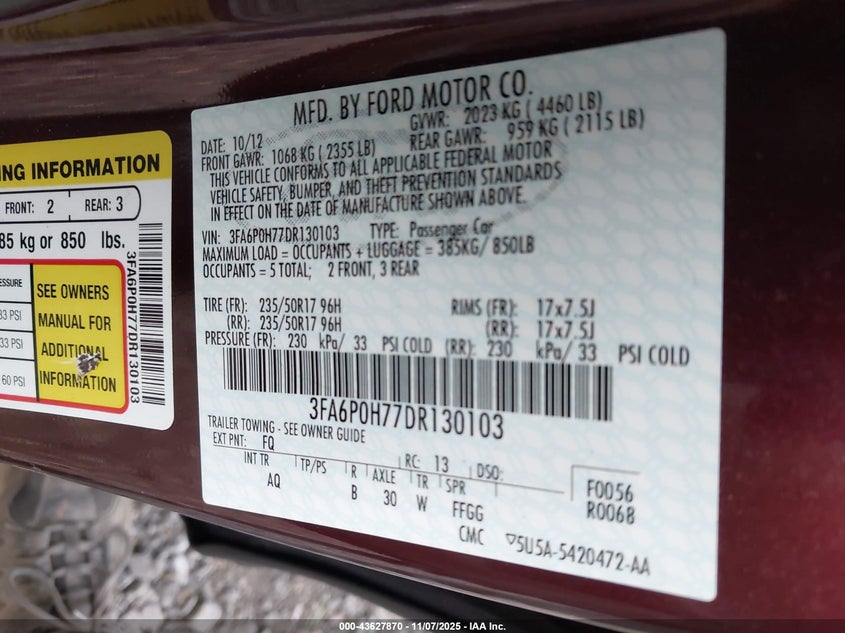 NG INFORMATION
FRONT: 2 REAR: 3
85 kg or 850 lbs.
SEE OWNERS
MANUAL FOR
ADDITIONAL
INFORMATION
33 PSI
60 PSI
3FA6P0H77DR130103
MFD. BY FORD MOTOR CO.
DATE: 10/12 GVWR: 2023 KG ( 4460 LB)
FRONT GAWR: 1068 KG ( 2355 LB) REAR GAWR: 959 KG ( 2115 LB)
THIS VEHICLE CONFORMS TO ALL APPLICABLE FEDERAL MOTOR
VEHICLE SAFETY, BUMPER, AND THEFT PREVENTION STANDARDS
IN EFFECT ON THE DATE OF MANUFACTURE SHOWN ABOVE.
VIN: 3FA6P0H77DR130103 TYPE: Passenger Car
MAXIMUM LOAD = OCCUPANTS + LUGGAGE = 385KG/ 850LB
OCCUPANTS = 5 TOTAL; 2 FRONT, 3 REAR
TIRE (FR): 235/50R17 96H RIMS (FR): 17x7.5J
(RR): 235/50R17 96H (RR): 17x7.5J
PRESSURE (FR): 230 kPa/ 33 PSI COLD (RR): 230 kPa/ 33 PSI COLD
3FA6P0H77DR130103
TRAILER TOWING - SEE OWNER GUIDE
EXT PNT: FQ RC: 13 DSO: F0056
INT TR TP/PS R AXLE TR SPR R0068
AQ B 30 W FFGG
CMC 5U5A-5420472-AA
000-43627870 - 11/07/2025 - IAA Inc.